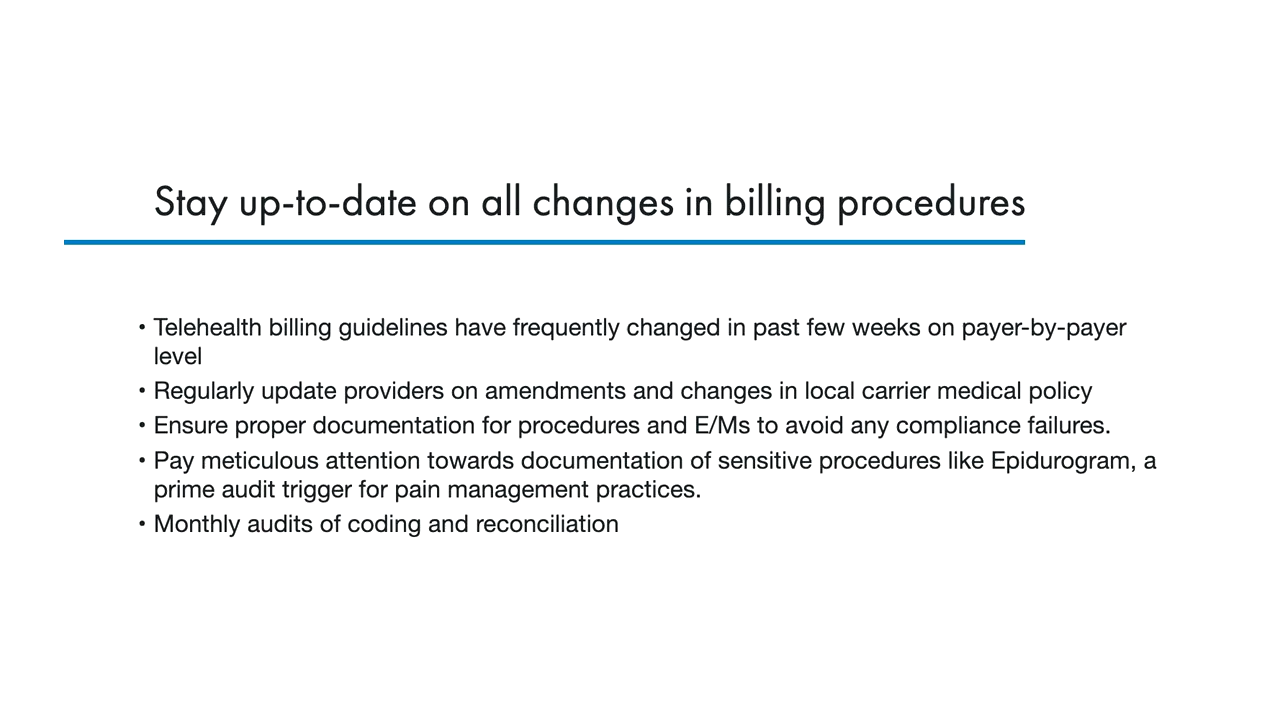 Stay up-to-date on all changes in billing procedures
• Telehealth billing guidelines have frequently changed in past few weeks on payer-by-payer
level
• Regularly update providers on amendments and changes in local carrier medical policy
• Ensure proper documentation for procedures and E/Ms to avoid any compliance failures.
• Pay meticulous attention towards documentation of sensitive procedures like Epidurogram, a
prime audit trigger for pain management practices.
• Monthly audits of coding and reconciliation